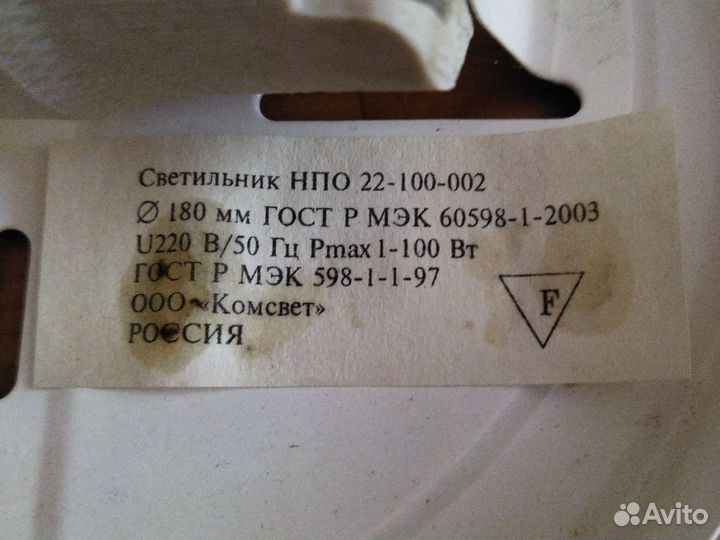 Светильник НПО 22-100-002
∅ 180 мм ГОСТ Р МЭК 60598-1-2003
U220 В/50 Гц Pmax 1-100 Вт
ГОСТ Р МЭК 598-1-1-97
ООО «Комсвет»
РОССИЯ
F
Avito